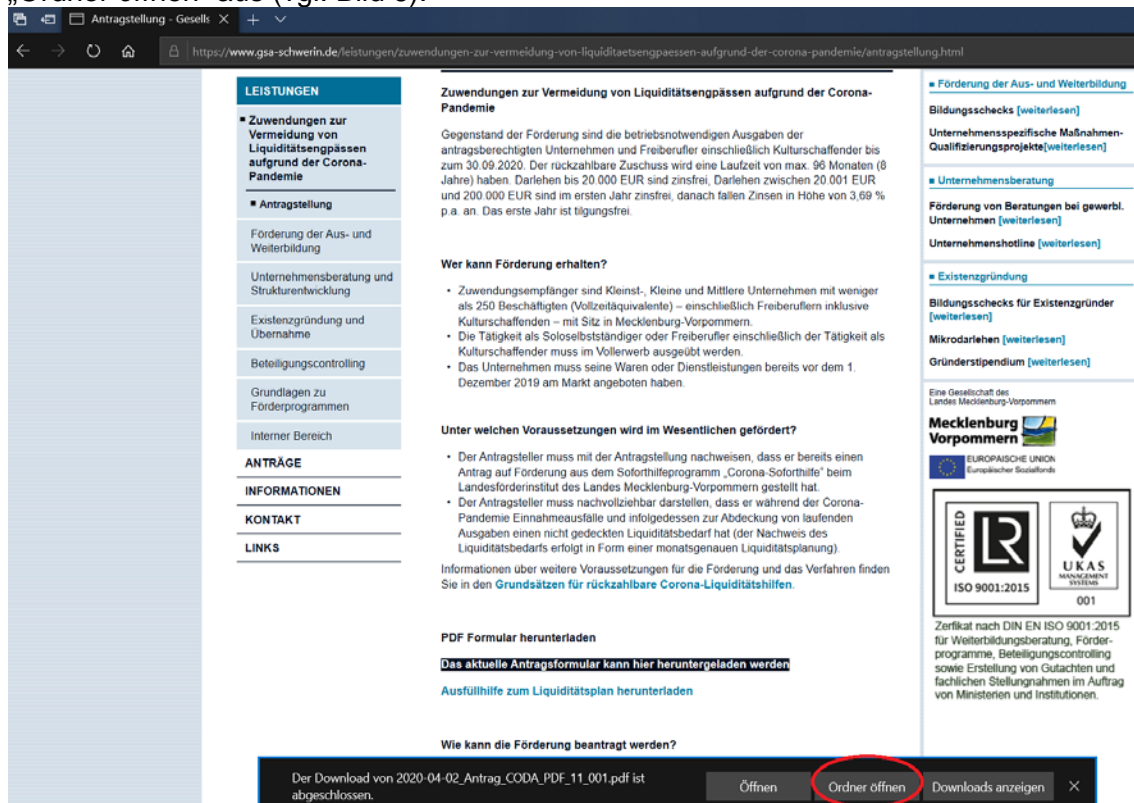 „Ordner öffnen“ aus (vgl. Bild 3).
Antragstellung - Gesells
https://www.gsa-schwerin.de/leistungen/zuwendungen-zur-vermeidung-von-liquiditaetsengpaessen-aufgrund-der-corona-pandemie/antragstellung.html
LEISTUNGEN
Zuwendungen zur
Vermeidung von
Liquiditätsengpässen
aufgrund der Corona-
Pandemie
Antragstellung
Förderung der Aus- und
Weiterbildung
Unternehmensberatung und
Strukturentwicklung
Existenzgründung und
Übernahme
Beteiligungscontrolling
Grundlagen zu
Förderprogrammen
Interner Bereich
ANTRÄGE
INFORMATIONEN
KONTAKT
LINKS
Zuwendungen zur Vermeidung von Liquiditätsengpässen aufgrund der Corona-
Pandemie
Gegenstand der Förderung sind die betriebsnotwendigen Ausgaben der
antragsberechtigten Unternehmen und Freiberufler einschließlich Kulturschaffender bis
zum 30.09.2020. Der rückzahlbare Zuschuss wird eine Laufzeit von max. 96 Monaten (8
Jahre) haben. Darlehen bis 20.000 EUR sind zinsfrei, Darlehen zwischen 20.001 EUR
und 200.000 EUR sind im ersten Jahr zinsfrei, danach fallen Zinsen in Höhe von 3,69 %
p.a. an. Das erste Jahr ist tilgungsfrei.
Wer kann Förderung erhalten?
• Zuwendungsempfänger sind Kleinst-, Kleine und Mittlere Unternehmen mit weniger
als 250 Beschäftigten (Vollzeitäquivalente) – einschließlich Freiberuflern inklusive
Kulturschaffenden – mit Sitz in Mecklenburg-Vorpommern.
• Die Tätigkeit als Soloselbstständiger oder Freiberufler einschließlich der Tätigkeit als
Kulturschaffender muss im Vollerwerb ausgeübt werden.
• Das Unternehmen muss seine Waren oder Dienstleistungen bereits vor dem 1.
Dezember 2019 am Markt angeboten haben.
Unter welchen Voraussetzungen wird im Wesentlichen gefördert?
• Der Antragsteller muss mit der Antragstellung nachweisen, dass er bereits einen
Antrag auf Förderung aus dem Soforthilfeprogramm „Corona-Soforthilfe“ beim
Landesförderinstitut des Landes Mecklenburg-Vorpommern gestellt hat.
• Der Antragsteller muss nachvollziehbar darstellen, dass er während der Corona-
Pandemie Einnahmeausfälle und infolgedessen zur Abdeckung von laufenden
Ausgaben einen nicht gedeckten Liquiditätsbedarf hat (der Nachweis des
Liquiditätsbedarfs erfolgt in Form einer monatsgenauen Liquiditätsplanung).
Informationen über weitere Voraussetzungen für die Förderung und das Verfahren finden
Sie in den Grundsätzen für rückzahlbare Corona-Liquiditätshilfen.
PDF Formular herunterladen
Das aktuelle Antragsformular kann hier heruntergeladen werden
Ausfüllhilfe zum Liquiditätsplan herunterladen
Wie kann die Förderung beantragt werden?
Förderung der Aus- und Weiterbildung
Bildungsschecks [weiterlesen]
Unternehmensspezifische Maßnahmen-
Qualifizierungsprojekte[weiterlesen]
Unternehmensberatung
Förderung von Beratungen bei gewerbl.
Unternehmen [weiterlesen]
Unternehmenshotline [weiterlesen]
Existenzgründung
Bildungsschecks für Existenzgründer
[weiterlesen]
Mikrodarlehen [weiterlesen]
Gründerstipendium [weiterlesen]
Eine Gesellschaft des
Landes Mecklenburg-Vorpommern
Mecklenburg
Vorpommern
EUROPÄISCHE UNION
Europäischer Sozialfonds
CERTIFIED
LR
ISO 9001:2015
UKAS
MANAGEMENT
SYSTEMS
001
Zerfikat nach DIN EN ISO 9001:2015
für Weiterbildungsberatung, Förder-
programme, Beteiligungscontrolling
sowie Erstellung von Gutachten und
fachlichen Stellungnahmen im Auftrag
von Ministerien und Institutionen.
Der Download von 2020-04-02_Antrag_CODA_PDF_11_001.pdf ist
abgeschlossen.
Öffnen
Ordner öffnen
Downloads anzeigen